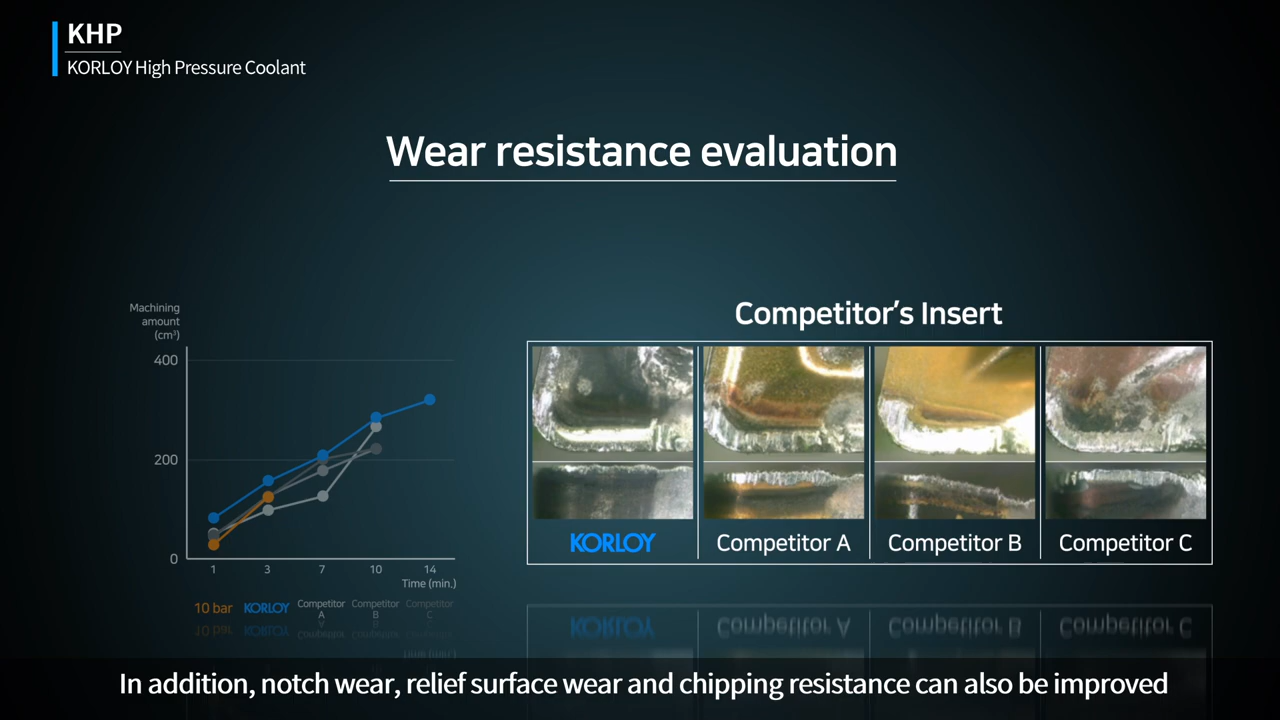 KHP
KORLOY High Pressure Coolant
Wear resistance evaluation
Machining
amount
(cm³)
400
200
0
1 3 7 10 14
Time (min.)
10 bar KORLOY Competitor A Competitor B Competitor C
Competitor's Insert
KORLOY Competitor A Competitor B Competitor C
In addition, notch wear, relief surface wear and chipping resistance can also be improved